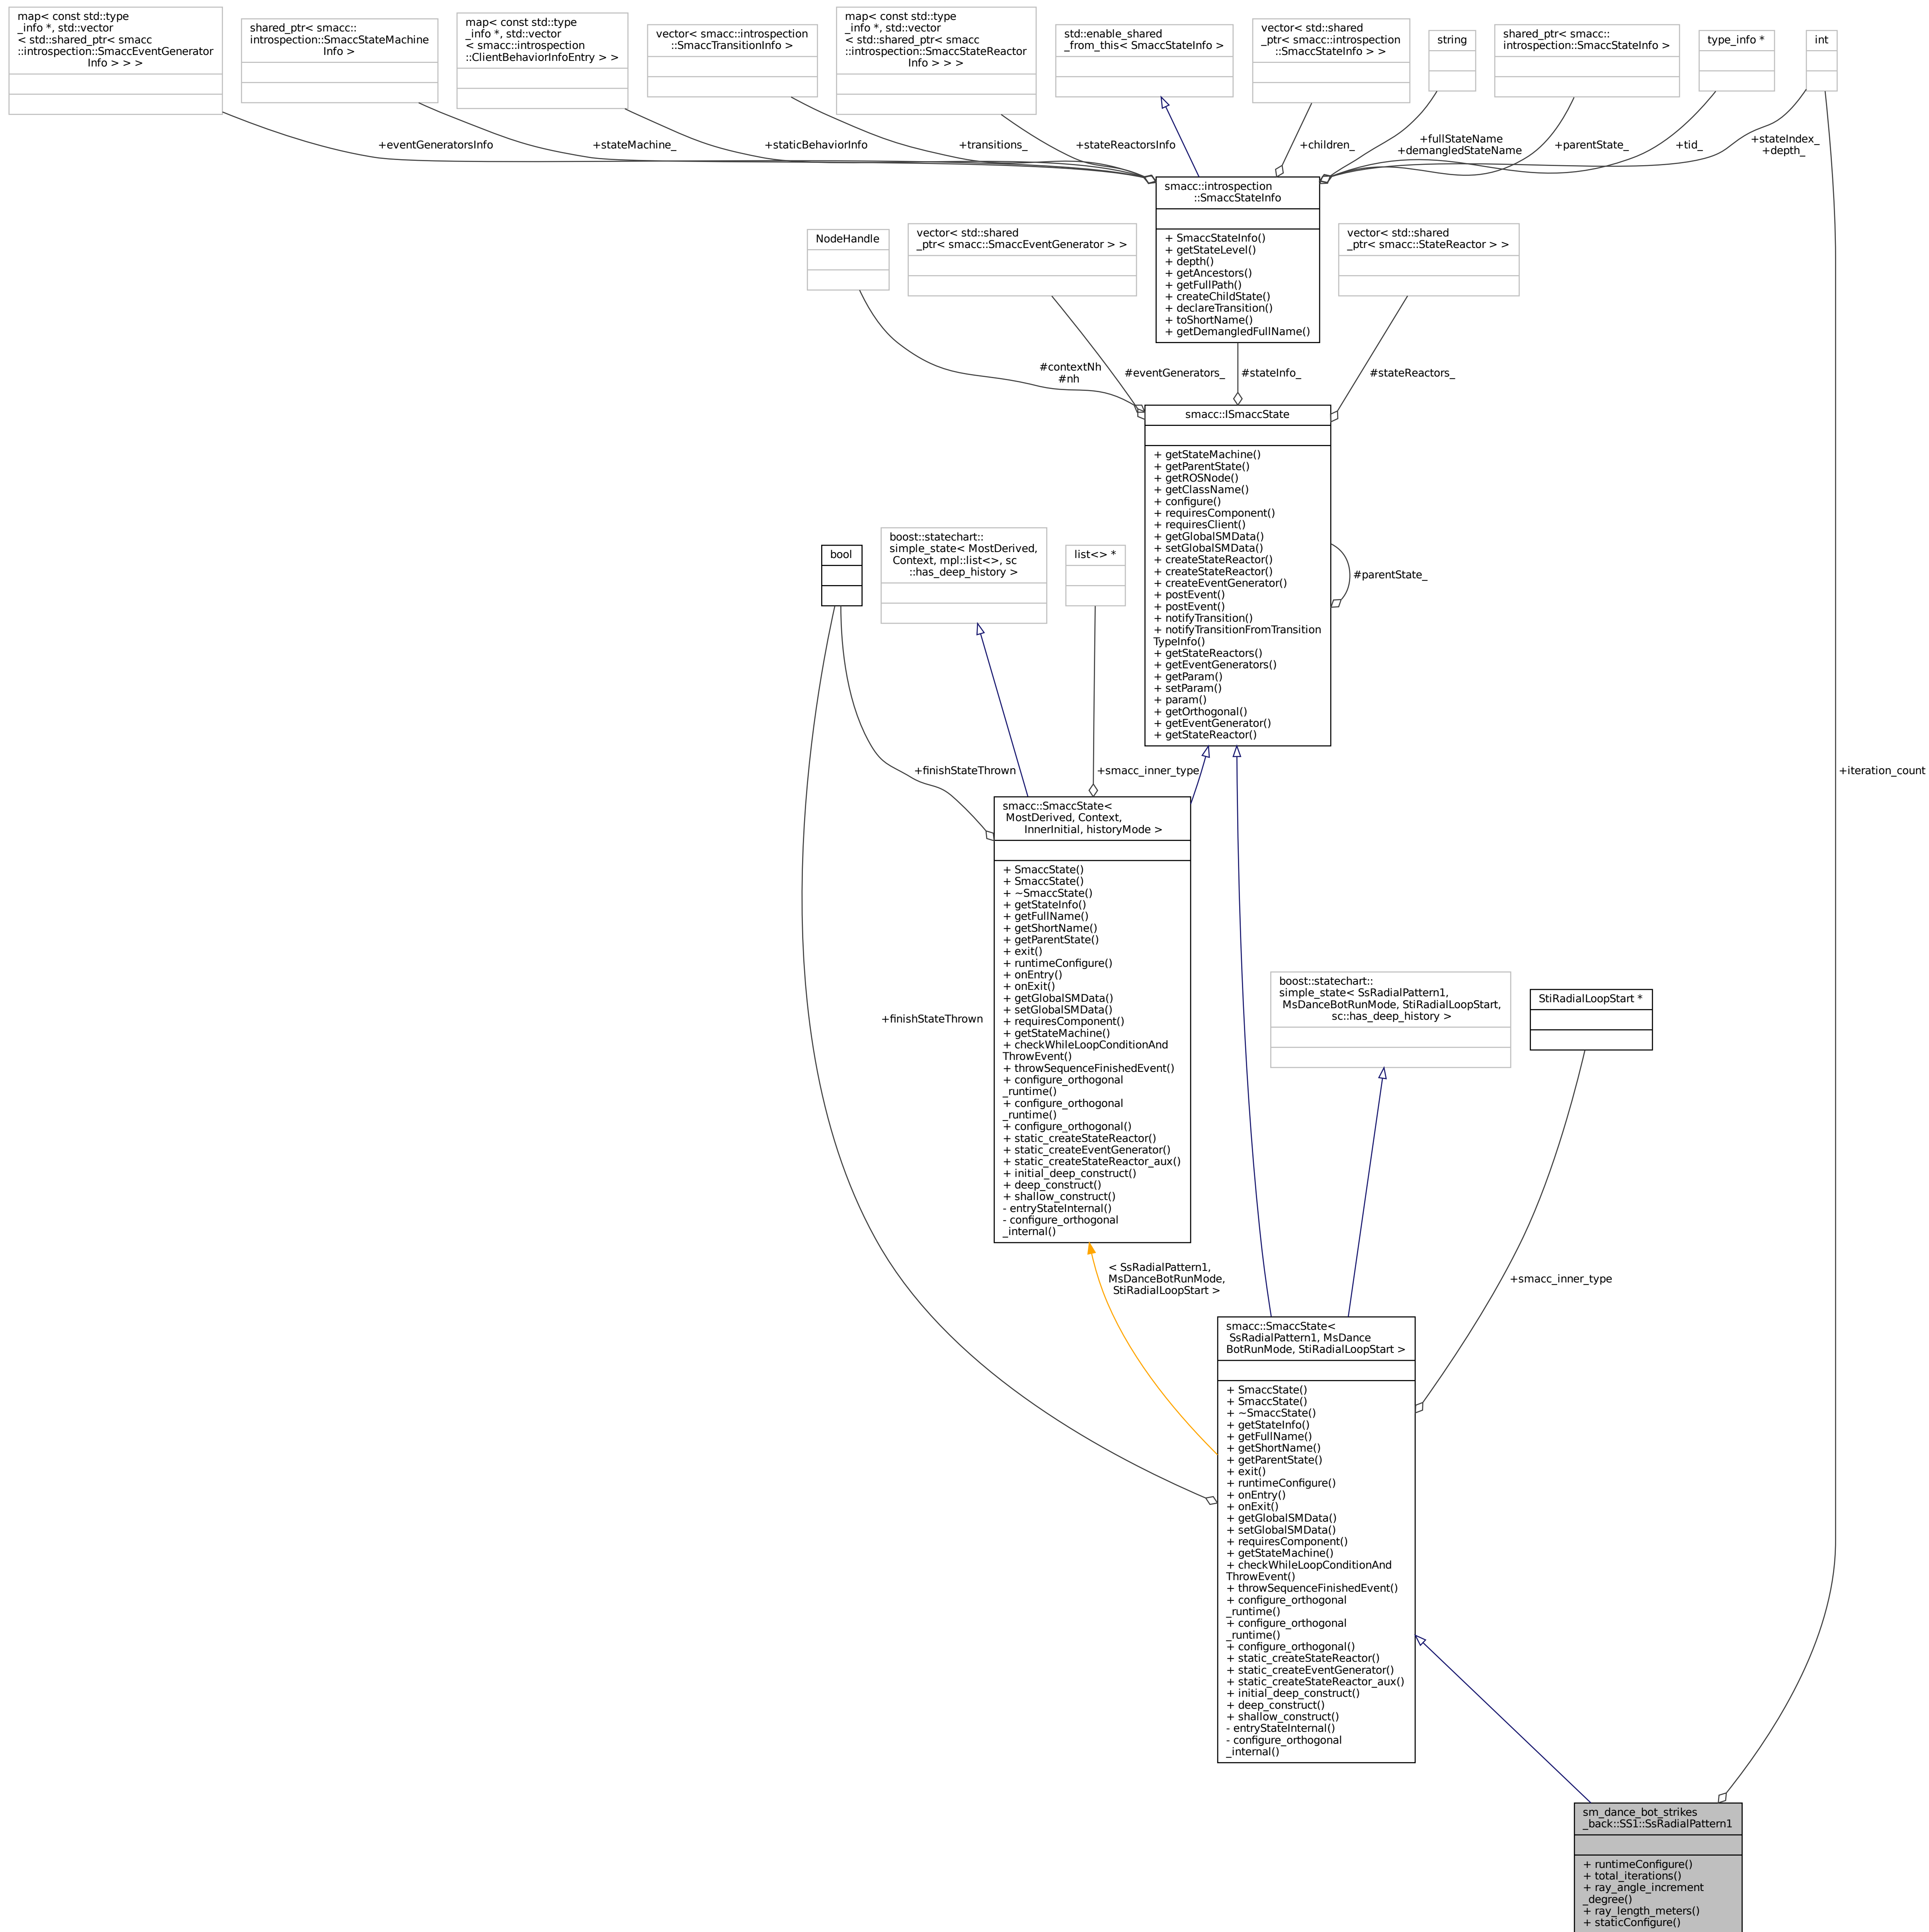 map< const std::type
_info *, std::vector
< std::shared_ptr< smacc
::introspection::SmaccEventGenerator
Info > > >
shared_ptr< smacc::
introspection::SmaccStateMachine
Info >
map< const std::type
_info *, std::vector
< smacc::introspection
::ClientBehaviorInfoEntry > >
vector< smacc::introspection
::SmaccTransitionInfo >
map< const std::type
_info *, std::vector
< std::shared_ptr< smacc
::introspection::SmaccStateReactor
Info > > >
std::enable_shared
_from_this< SmaccStateInfo >
vector< std::shared
_ptr< smacc::introspection
::SmaccStateInfo > >
string
shared_ptr< smacc::
introspection::SmaccStateInfo >
type_info *
int
+eventGeneratorsInfo
+stateMachine_
+staticBehaviorInfo
+transitions_
+stateReactorsInfo
+children_
+fullStateName
+demangledStateName
+parentState_
+tid_
+stateIndex_
+depth_
smacc::introspection
::SmaccStateInfo
+ SmaccStateInfo()
+ getStateLevel()
+ depth()
+ getAncestors()
+ getFullPath()
+ createChildState()
+ declareTransition()
+ toShortName()
+ getDemangledFullName()
NodeHandle
vector< std::shared
_ptr< smacc::SmaccEventGenerator > >
vector< std::shared
_ptr< smacc::StateReactor > >
#contextNh
#nh
#eventGenerators_
#stateInfo_
#stateReactors_
smacc::ISmaccState
+ getStateMachine()
+ getParentState()
+ getROSNode()
+ getClassName()
+ configure()
+ requiresComponent()
+ requiresClient()
+ getGlobalSMData()
+ setGlobalSMData()
+ createStateReactor()
+ createStateReactor()
+ createEventGenerator()
+ postEvent()
+ postEvent()
+ notifyTransition()
+ notifyTransitionFromTransition
TypeInfo()
+ getStateReactors()
+ getEventGenerators()
+ getParam()
+ setParam()
+ param()
+ getOrthogonal()
+ getEventGenerator()
+ getStateReactor()
#parentState_
bool
boost::statechart::
simple_state< MostDerived,
Context, mpl::list<>, sc
::has_deep_history >
list<> *
+finishStateThrown
+smacc_inner_type
+iteration_count
smacc::SmaccState<
MostDerived, Context,
InnerInitial, historyMode >
+ SmaccState()
+ SmaccState()
+ ~SmaccState()
+ getStateInfo()
+ getFullName()
+ getShortName()
+ getParentState()
+ exit()
+ runtimeConfigure()
+ onEntry()
+ onExit()
+ getGlobalSMData()
+ setGlobalSMData()
+ requiresComponent()
+ getStateMachine()
+ checkWhileLoopConditionAnd
ThrowEvent()
+ throwSequenceFinishedEvent()
+ configure_orthogonal
_runtime()
+ configure_orthogonal
_runtime()
+ configure_orthogonal()
+ static_createStateReactor()
+ static_createEventGenerator()
+ static_createStateReactor_aux()
+ initial_deep_construct()
+ deep_construct()
+ shallow_construct()
- entryStateInternal()
- configure_orthogonal
_internal()
+finishStateThrown
boost::statechart::
simple_state< SsRadialPattern1,
MsDanceBotRunMode, StiRadialLoopStart,
sc::has_deep_history >
StiRadialLoopStart *
< SsRadialPattern1,
MsDanceBotRunMode,
StiRadialLoopStart >
+smacc_inner_type
smacc::SmaccState<
SsRadialPattern1, MsDance
BotRunMode, StiRadialLoopStart >
+ SmaccState()
+ SmaccState()
+ ~SmaccState()
+ getStateInfo()
+ getFullName()
+ getShortName()
+ getParentState()
+ exit()
+ runtimeConfigure()
+ onEntry()
+ onExit()
+ getGlobalSMData()
+ setGlobalSMData()
+ requiresComponent()
+ getStateMachine()
+ checkWhileLoopConditionAnd
ThrowEvent()
+ throwSequenceFinishedEvent()
+ configure_orthogonal
_runtime()
+ configure_orthogonal
_runtime()
+ configure_orthogonal()
+ static_createStateReactor()
+ static_createEventGenerator()
+ static_createStateReactor_aux()
+ initial_deep_construct()
+ deep_construct()
+ shallow_construct()
- entryStateInternal()
- configure_orthogonal
_internal()
sm_dance_bot_strikes
_back::SS1::SsRadialPattern1
+ runtimeConfigure()
+ total_iterations()
+ ray_angle_increment
_degree()
+ ray_length_meters()
+ staticConfigure()